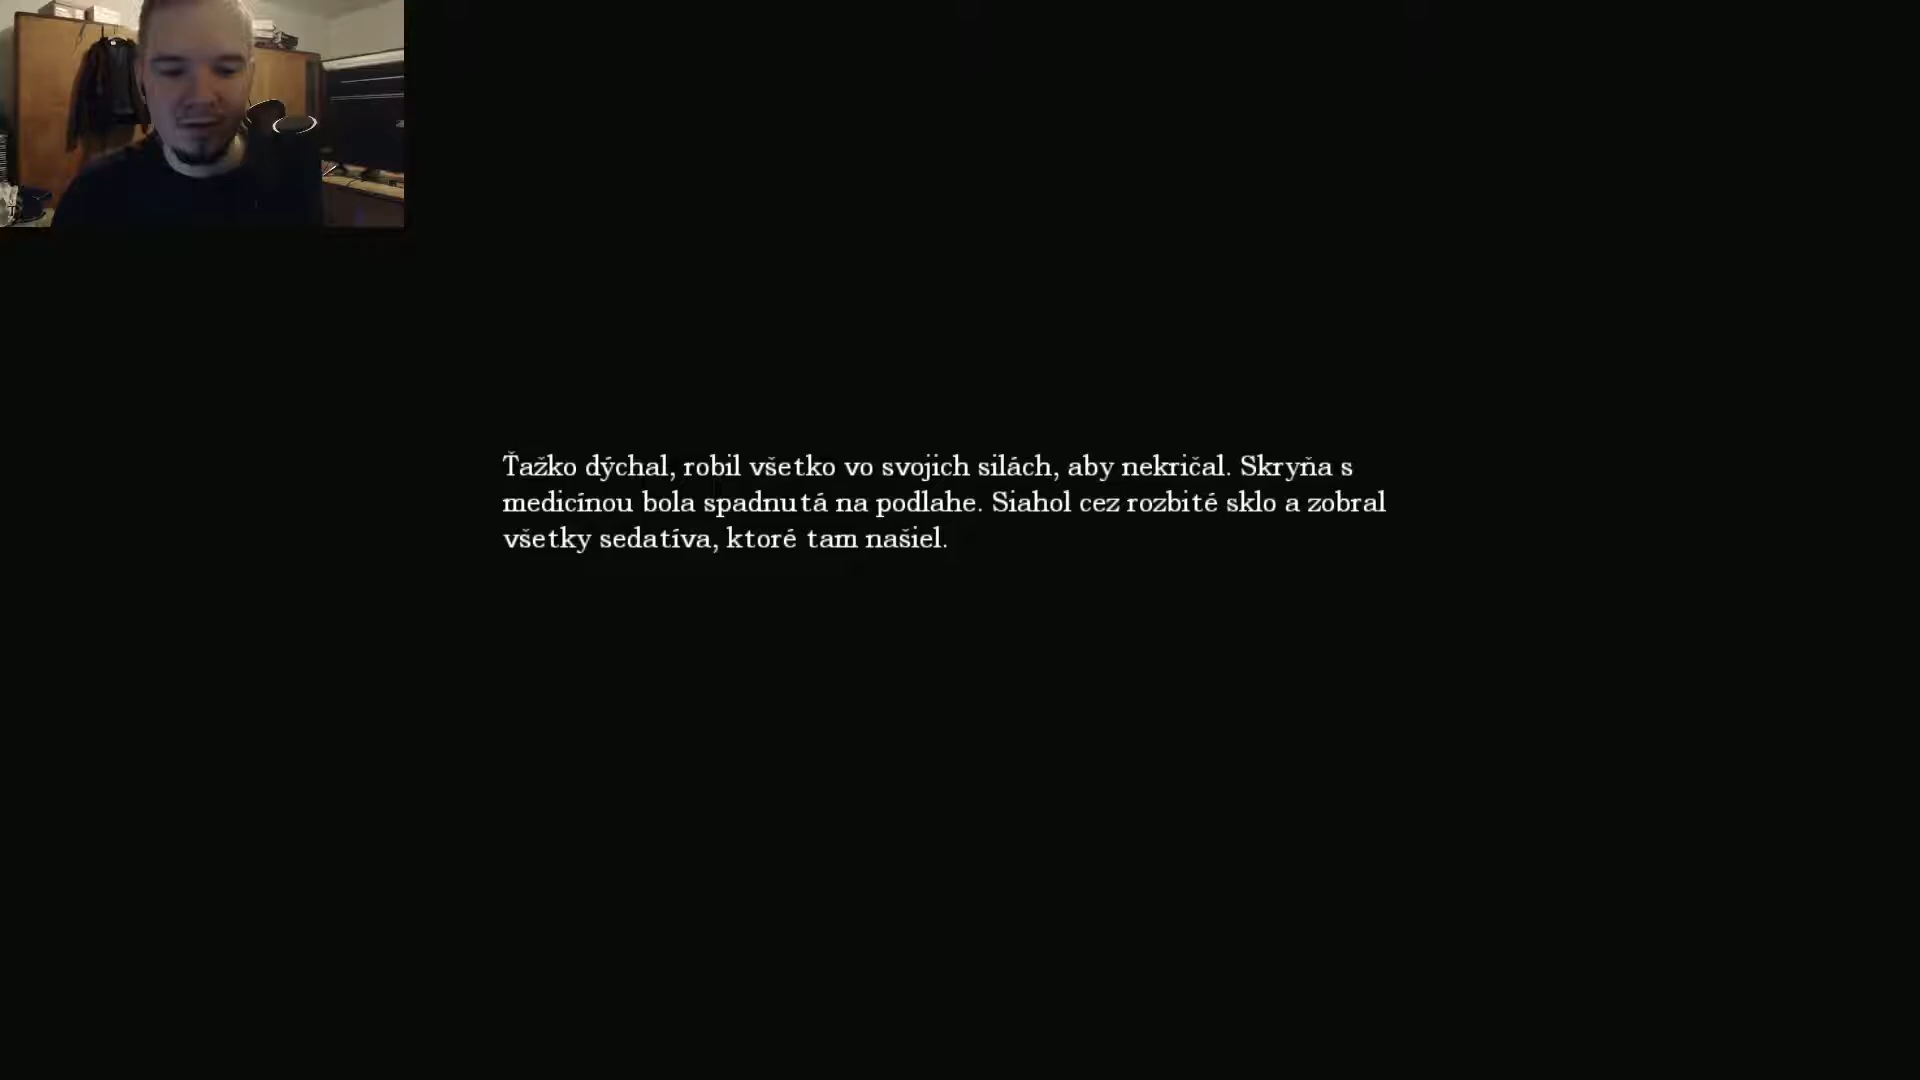 Ťažko dýchal, robil všetko vo svojich silách, aby nekričal. Skryňa s
medicínou bola spadnutá na podlahe. Siahol cez rozbité sklo a zobral
všetky sedatíva, ktoré tam našiel.